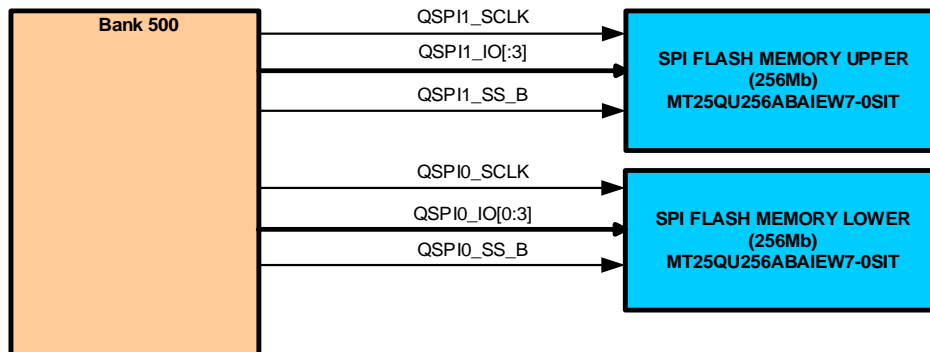 Bank 500
QSPI1_SCLK
QSPI1_IO[:3]
QSPI1_SS_B
SPI FLASH MEMORY UPPER
(256Mb)
MT25QU256ABAIEW7-0SIT
QSPI0_SCLK
QSPI0_IO[0:3]
QSPI0_SS_B
SPI FLASH MEMORY LOWER
(256Mb)
MT25QU256ABAIEW7-0SIT